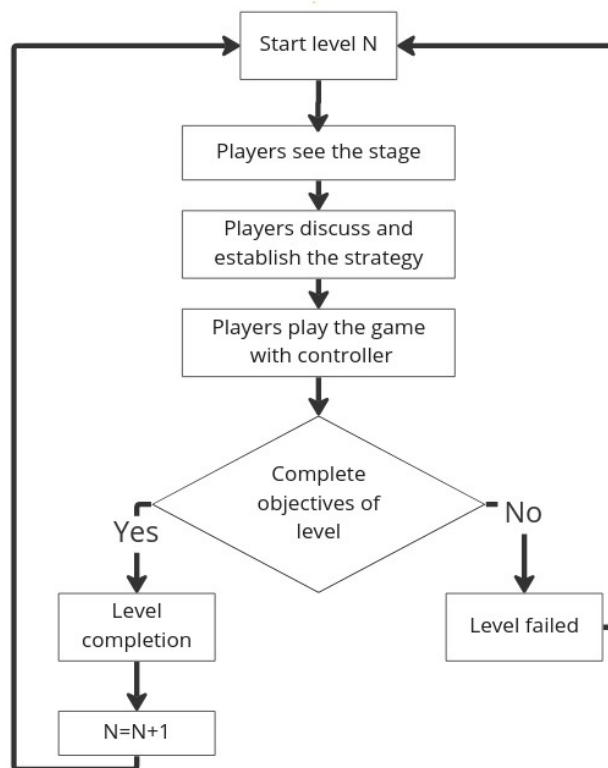 Start level N
Players see the stage
Players discuss and
establish the strategy
Players play the game
with controller
Complete
objectives of
level
Yes
No
Level
completion
Level failed
N=N+1